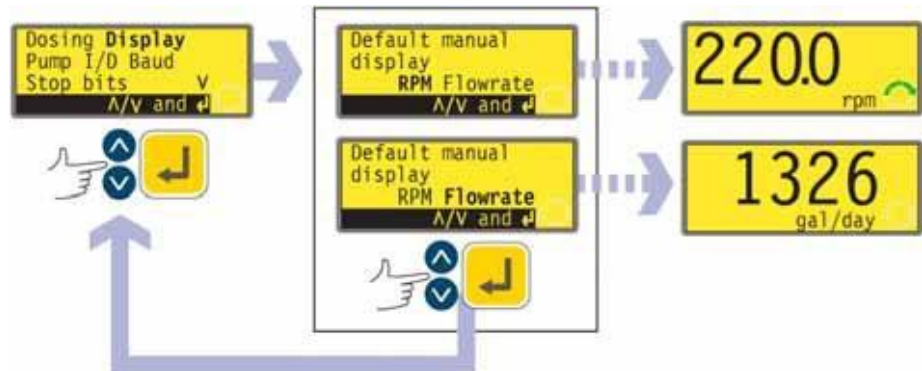 Dosing Display
Pump I/D Baud
Stop bits    v
∧/v and ↲
Default manual
display
RPM Flowrate
∧/v and ↲
220.0
rpm
Default manual
display
RPM Flowrate
∧/v and ↲
1326
gal/day